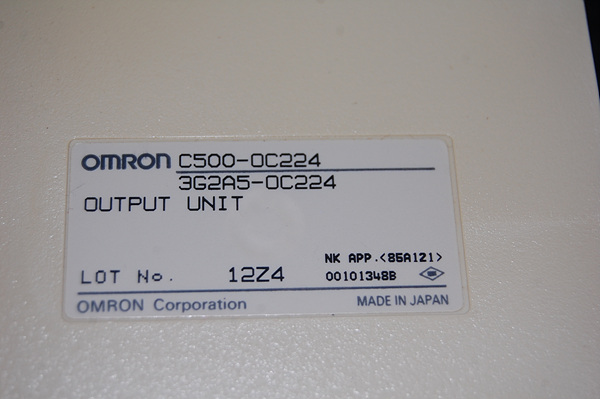 OMRON C500-OC224
3G2A5-OC224
OUTPUT UNIT
NK APP.<85A121>
LOT No. 12Z4 00101348B
OMRON Corporation MADE IN JAPAN